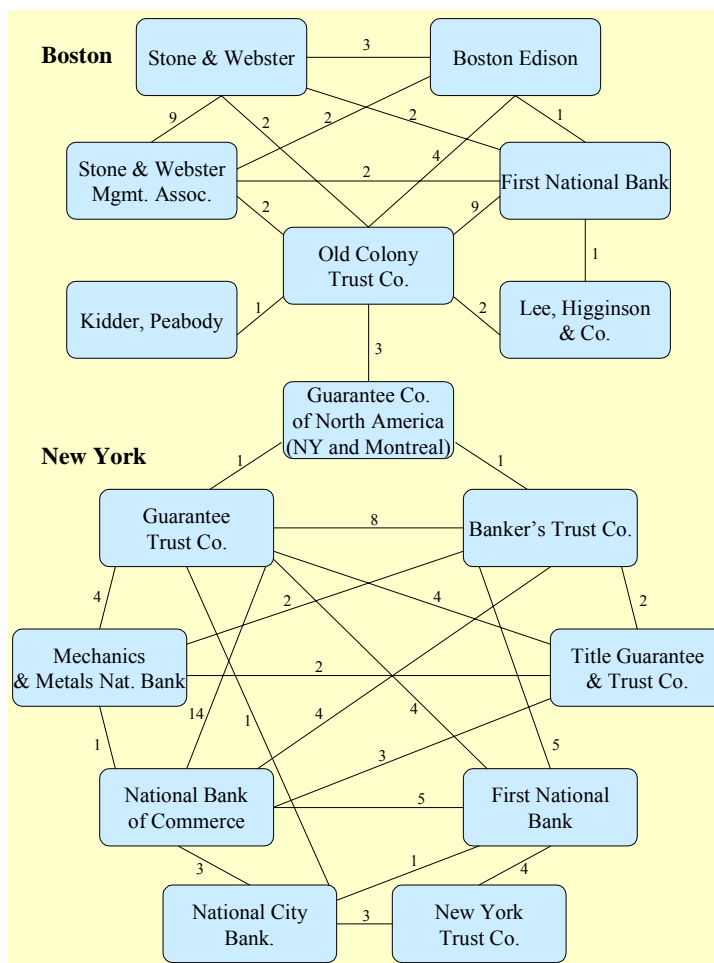 Boston
Stone & Webster
3
Boston Edison
9
2
2
2
4
1
Stone & Webster
Mgmt. Assoc.
2
First National Bank
2
9
Old Colony
Trust Co.
1
Kidder, Peabody
1
2
Lee, Higginson
& Co.
3
Guarantee Co.
of North America
(NY and Montreal)
New York
1
1
Guarantee
Trust Co.
8
Banker's Trust Co.
4
2
4
2
Mechanics
& Metals Nat. Bank
2
Title Guarantee
& Trust Co.
14
1
4
4
1
3
5
National Bank
of Commerce
5
First National
Bank
3
1
4
National City
Bank.
3
New York
Trust Co.